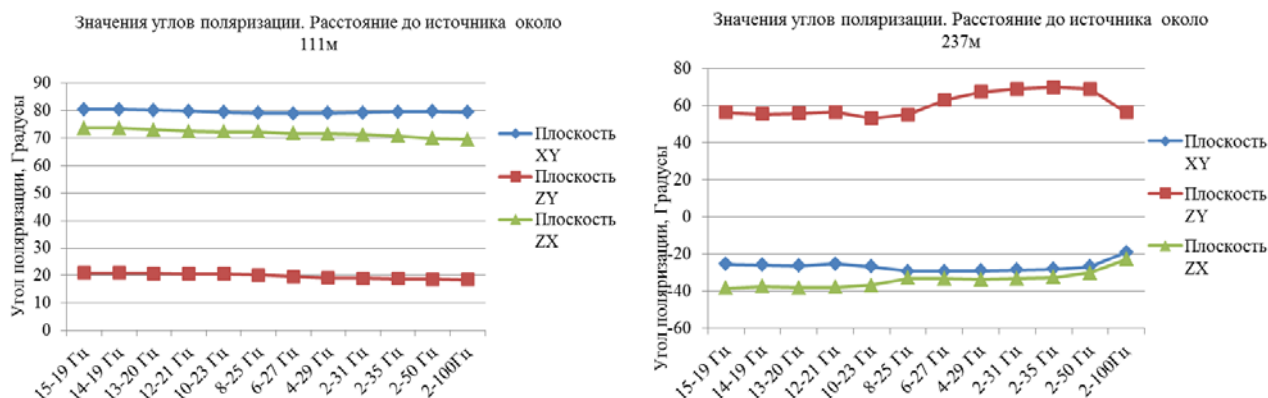 Значения углов поляризации. Расстояние до источника около
111м
Угол поляризации, Градусы
90
80
70
60
50
40
30
20
10
0
15-19 Гц
14-19 Гц
13-20 Гц
12-21 Гц
10-23 Гц
8-25 Гц
6-27 Гц
4-29 Гц
2-31 Гц
2-35 Гц
2-50 Гц
2-100Гц
Плоскость
XY
Плоскость
ZY
Плоскость
ZX
Значения углов поляризации. Расстояние до источника около
237м
Угол поляризации, Градусы
80
60
40
20
0
-20
-40
-60
15-19 Гц
14-19 Гц
13-20 Гц
12-21 Гц
10-23 Гц
8-25 Гц
6-27 Гц
4-29 Гц
2-31 Гц
2-35 Гц
2-50 Гц
2-100Гц
Плоскость
XY
Плоскость
ZY
Плоскость
ZX